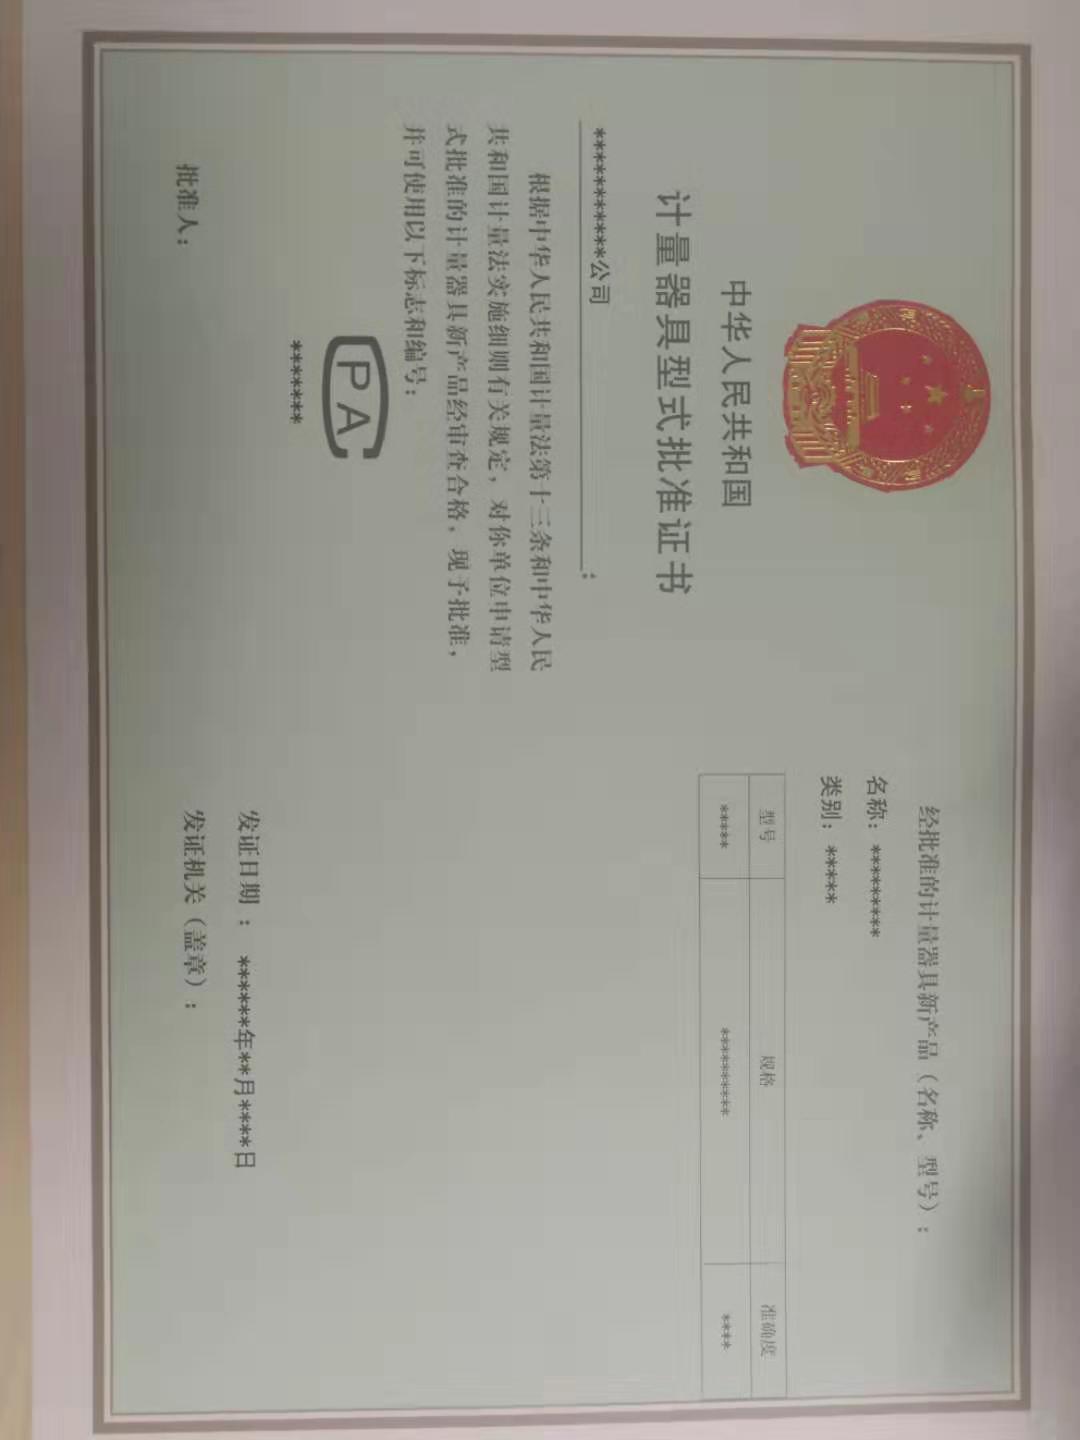 中华人民共和国
计量器具型式批准证书
***********公司:
根据中华人民共和国计量法第十三条和中华人民
共和国计量法实施细则有关规定，对你单位申请型
式批准的计量器具新产品经审查合格，现予批准，
并可使用以下标志和编号:
PA
*******
批准人:
经批准的计量器具新产品（名称、型号）:
名称: ********
类别: *****
型号 规格 准确度
***** ********** ****
发证日期 : ******年**月****日
发证机关（盖章）: